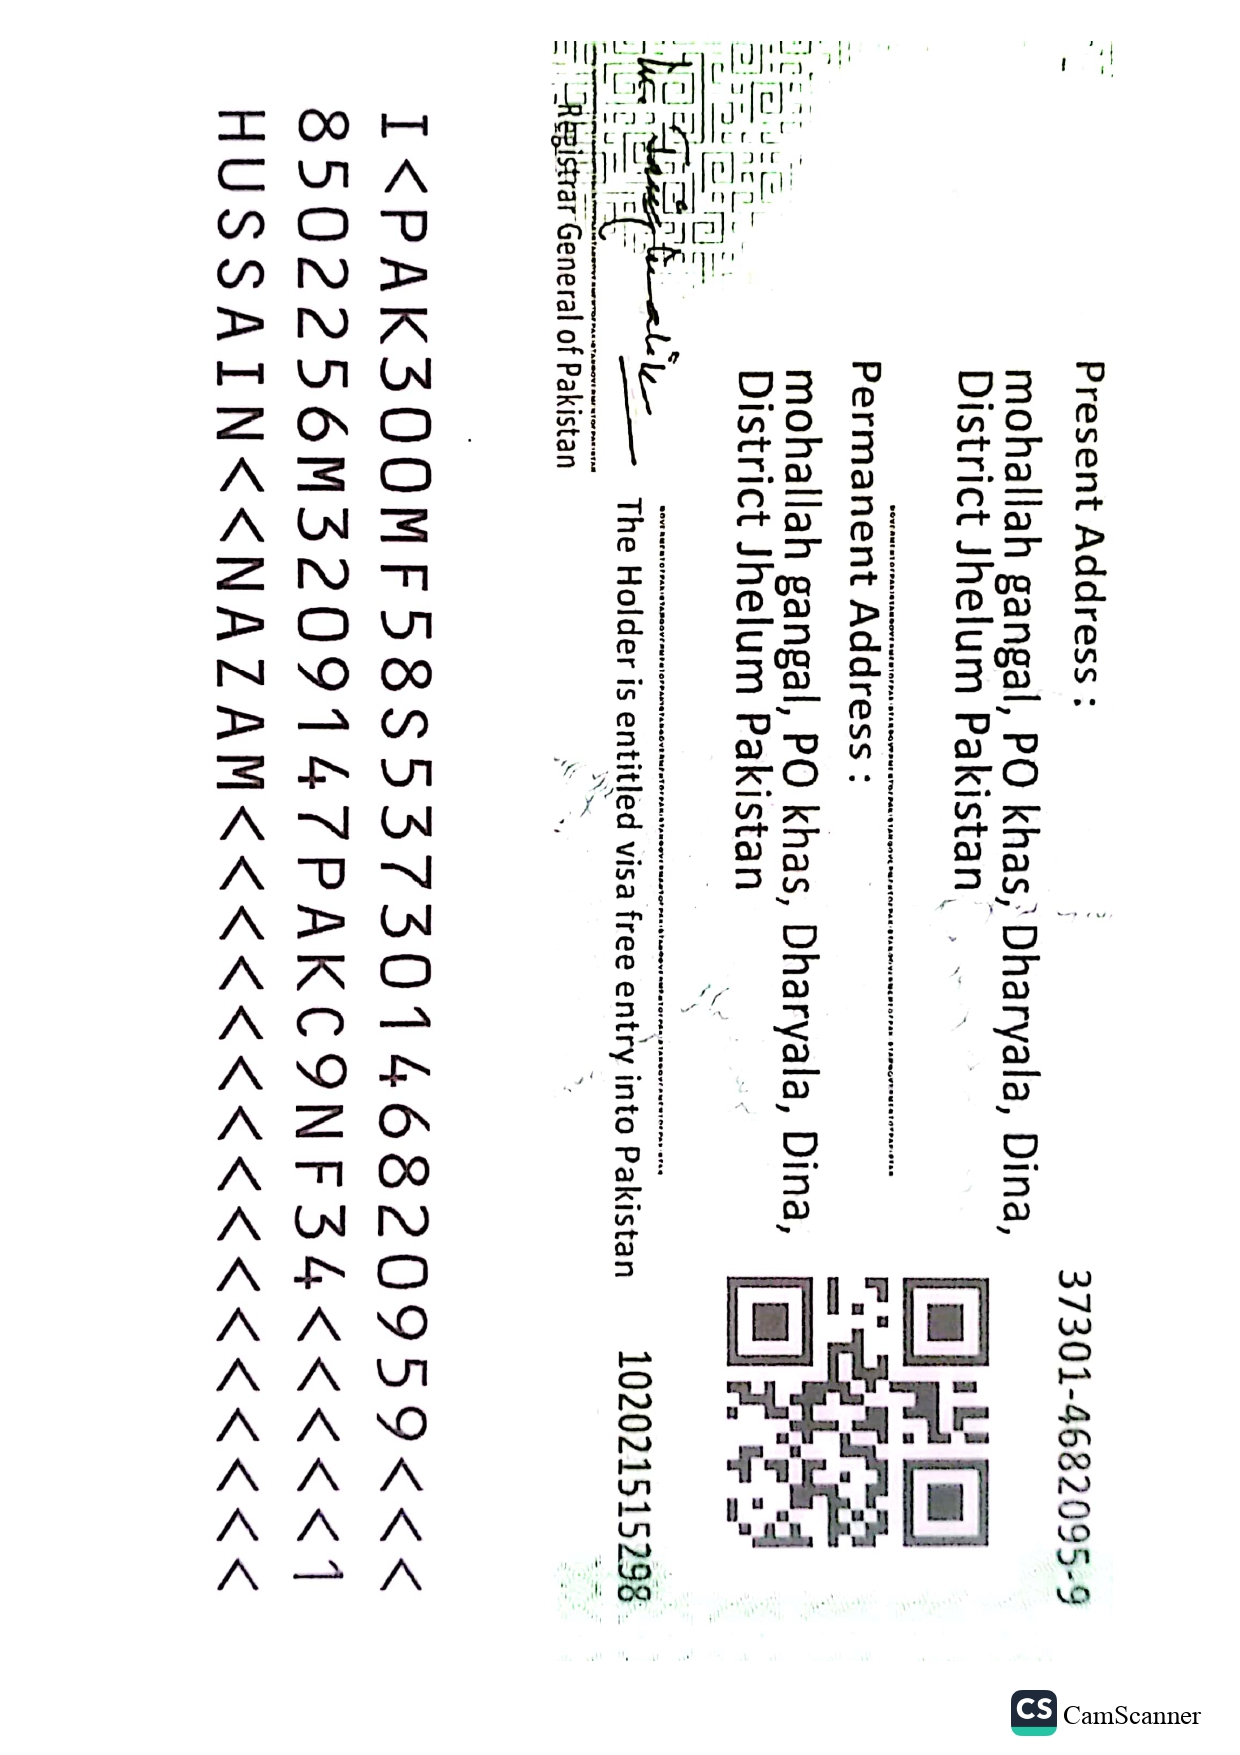 37301-4682095-9
Present Address :
mohallah gangal, PO khas, Dharyala, Dina,
District Jhelum Pakistan
Permanent Address :
mohallah gangal, PO khas, Dharyala, Dina,
District Jhelum Pakistan
The Holder is entitled visa free entry into Pakistan
102021515298
Registrar General of Pakistan
I<PAK300MF58S5373014682095​9<<<
8502256M3209147PAKC9NF34<<<<<1
HUSSAIN<<NAZAM<<<<<<<<<<<<<<<<
CS CamScanner